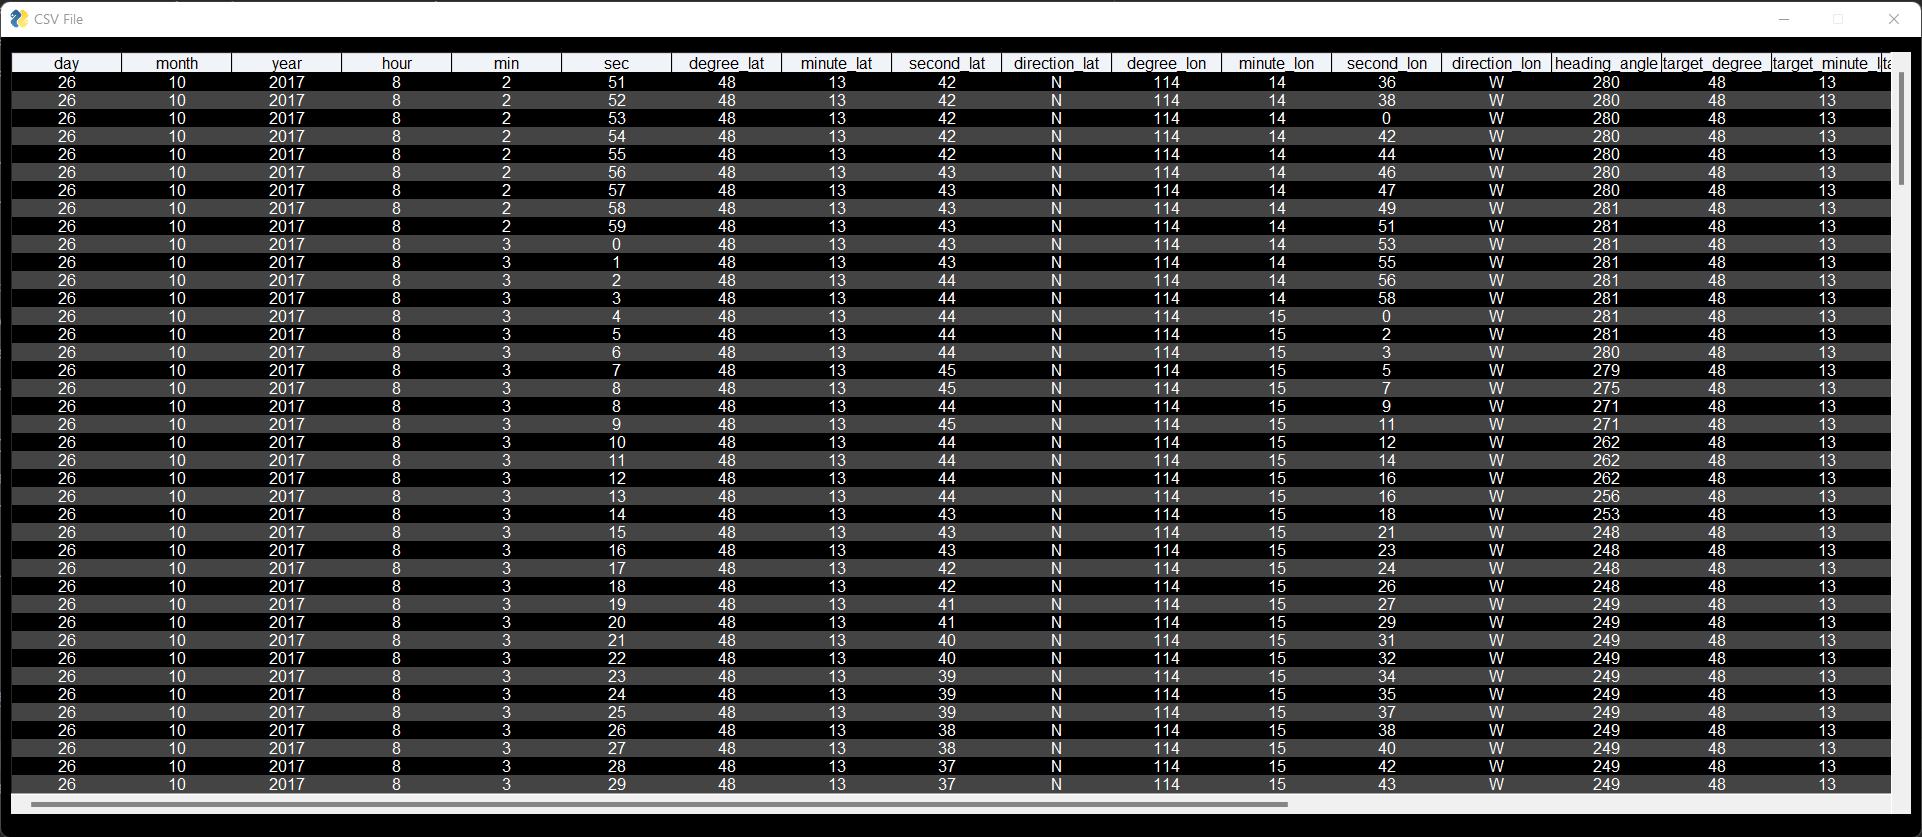 CSV File
day month year hour min sec degree_lat minute_lat second_lat direction_lat degree_lon minute_lon second_lon direction_lon heading_angle target_degree_ target_minute_l ta
26 10 2017 8 2 51 48 13 42 N 114 14 36 W 280 48 13
26 10 2017 8 2 52 48 13 42 N 114 14 38 W 280 48 13
26 10 2017 8 2 53 48 13 42 N 114 14 0 W 280 48 13
26 10 2017 8 2 54 48 13 42 N 114 14 42 W 280 48 13
26 10 2017 8 2 55 48 13 42 N 114 14 44 W 280 48 13
26 10 2017 8 2 56 48 13 43 N 114 14 46 W 280 48 13
26 10 2017 8 2 57 48 13 43 N 114 14 47 W 280 48 13
26 10 2017 8 2 58 48 13 43 N 114 14 49 W 281 48 13
26 10 2017 8 2 59 48 13 43 N 114 14 51 W 281 48 13
26 10 2017 8 3 0 48 13 43 N 114 14 53 W 281 48 13
26 10 2017 8 3 1 48 13 43 N 114 14 55 W 281 48 13
26 10 2017 8 3 2 48 13 44 N 114 14 56 W 281 48 13
26 10 2017 8 3 3 48 13 44 N 114 14 58 W 281 48 13
26 10 2017 8 3 4 48 13 44 N 114 15 0 W 281 48 13
26 10 2017 8 3 5 48 13 44 N 114 15 2 W 281 48 13
26 10 2017 8 3 6 48 13 44 N 114 15 3 W 280 48 13
26 10 2017 8 3 7 48 13 45 N 114 15 5 W 279 48 13
26 10 2017 8 3 8 48 13 45 N 114 15 7 W 275 48 13
26 10 2017 8 3 8 48 13 44 N 114 15 9 W 271 48 13
26 10 2017 8 3 9 48 13 45 N 114 15 11 W 271 48 13
26 10 2017 8 3 10 48 13 44 N 114 15 12 W 262 48 13
26 10 2017 8 3 11 48 13 44 N 114 15 14 W 262 48 13
26 10 2017 8 3 12 48 13 44 N 114 15 16 W 262 48 13
26 10 2017 8 3 13 48 13 44 N 114 15 16 W 256 48 13
26 10 2017 8 3 14 48 13 43 N 114 15 18 W 253 48 13
26 10 2017 8 3 15 48 13 43 N 114 15 21 W 248 48 13
26 10 2017 8 3 16 48 13 43 N 114 15 23 W 248 48 13
26 10 2017 8 3 17 48 13 42 N 114 15 24 W 248 48 13
26 10 2017 8 3 18 48 13 42 N 114 15 26 W 248 48 13
26 10 2017 8 3 19 48 13 41 N 114 15 27 W 249 48 13
26 10 2017 8 3 20 48 13 41 N 114 15 29 W 249 48 13
26 10 2017 8 3 21 48 13 40 N 114 15 31 W 249 48 13
26 10 2017 8 3 22 48 13 40 N 114 15 32 W 249 48 13
26 10 2017 8 3 23 48 13 39 N 114 15 34 W 249 48 13
26 10 2017 8 3 24 48 13 39 N 114 15 35 W 249 48 13
26 10 2017 8 3 25 48 13 39 N 114 15 37 W 249 48 13
26 10 2017 8 3 26 48 13 38 N 114 15 38 W 249 48 13
26 10 2017 8 3 27 48 13 38 N 114 15 40 W 249 48 13
26 10 2017 8 3 28 48 13 37 N 114 15 42 W 249 48 13
26 10 2017 8 3 29 48 13 37 N 114 15 43 W 249 48 13